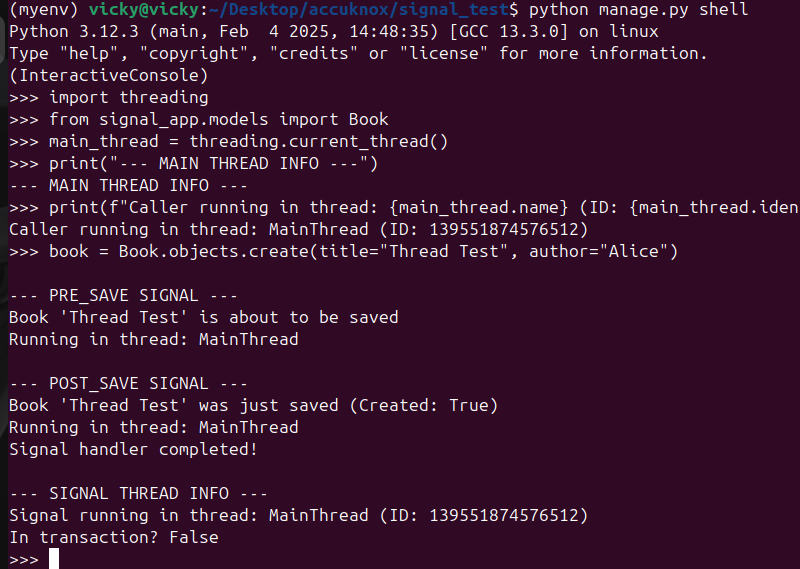 (myenv) vicky@vicky:~/Desktop/accuknox/signal_test$ python manage.py shell
Python 3.12.3 (main, Feb  4 2025, 14:48:35) [GCC 13.3.0] on linux
Type "help", "copyright", "credits" or "license" for more information.
(InteractiveConsole)
>>> import threading
>>> from signal_app.models import Book
>>> main_thread = threading.current_thread()
>>> print("--- MAIN THREAD INFO ---")
--- MAIN THREAD INFO ---
>>> print(f"Caller running in thread: {main_thread.name} (ID: {main_thread.iden
Caller running in thread: MainThread (ID: 139551874576512)
>>> book = Book.objects.create(title="Thread Test", author="Alice")
--- PRE_SAVE SIGNAL ---
Book 'Thread Test' is about to be saved
Running in thread: MainThread
--- POST_SAVE SIGNAL ---
Book 'Thread Test' was just saved (Created: True)
Running in thread: MainThread
Signal handler completed!
--- SIGNAL THREAD INFO ---
Signal running in thread: MainThread (ID: 139551874576512)
In transaction? False
>>>